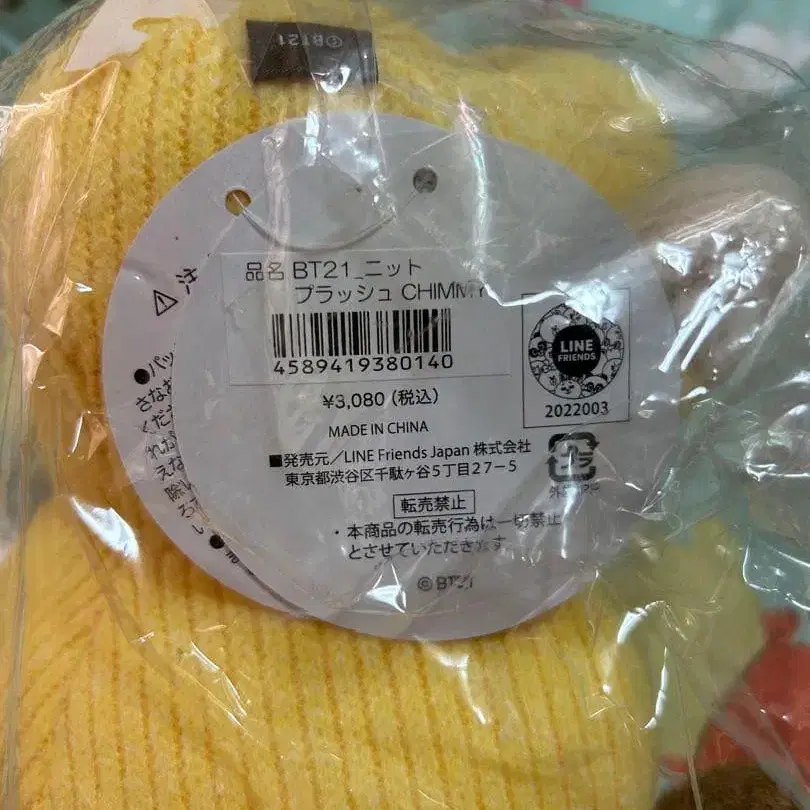 ©BT21
注
品名 BT21_ニット
プラッシュ CHIMMY
4589419380140
¥3,080(税込)
MADE IN CHINA
■発売元/LINE Friends Japan 株式会社
東京都渋谷区千駄ヶ谷5丁目27-5
LINE
FRIENDS
2022003
プラ
転売禁止
・本商品の転売行為は一切禁止
とさせていただきます。
©BT21